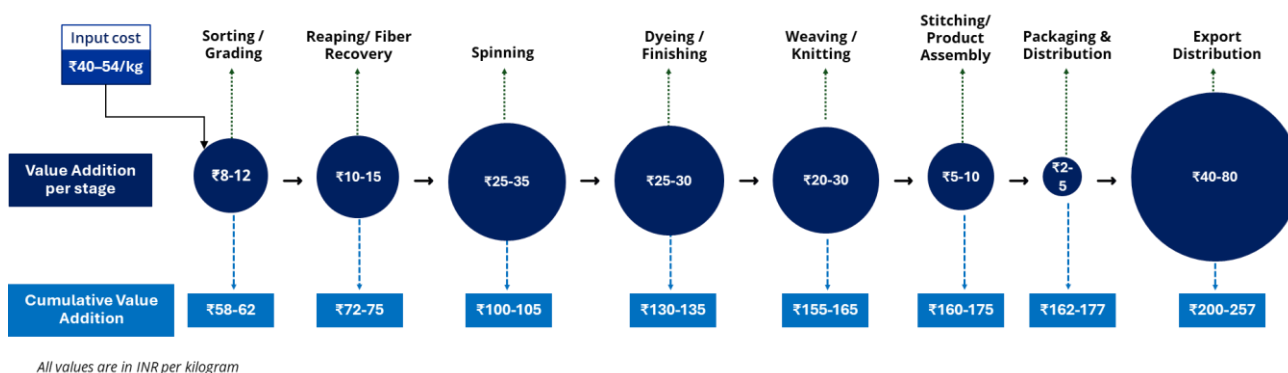 Input cost
₹40–54/kg
Sorting /
Grading
Reaping/ Fiber
Recovery
Spinning
Dyeing /
Finishing
Weaving /
Knitting
Stitching/
Product
Assembly
Packaging &
Distribution
Export
Distribution
Value Addition
per stage
₹8-12
₹10-15
₹25-35
₹25-30
₹20-30
₹5-10
₹2-
5
₹40-80
Cumulative Value
Addition
₹58-62
₹72-75
₹100-105
₹130-135
₹155-165
₹160-175
₹162-177
₹200-257
All values are in INR per kilogram